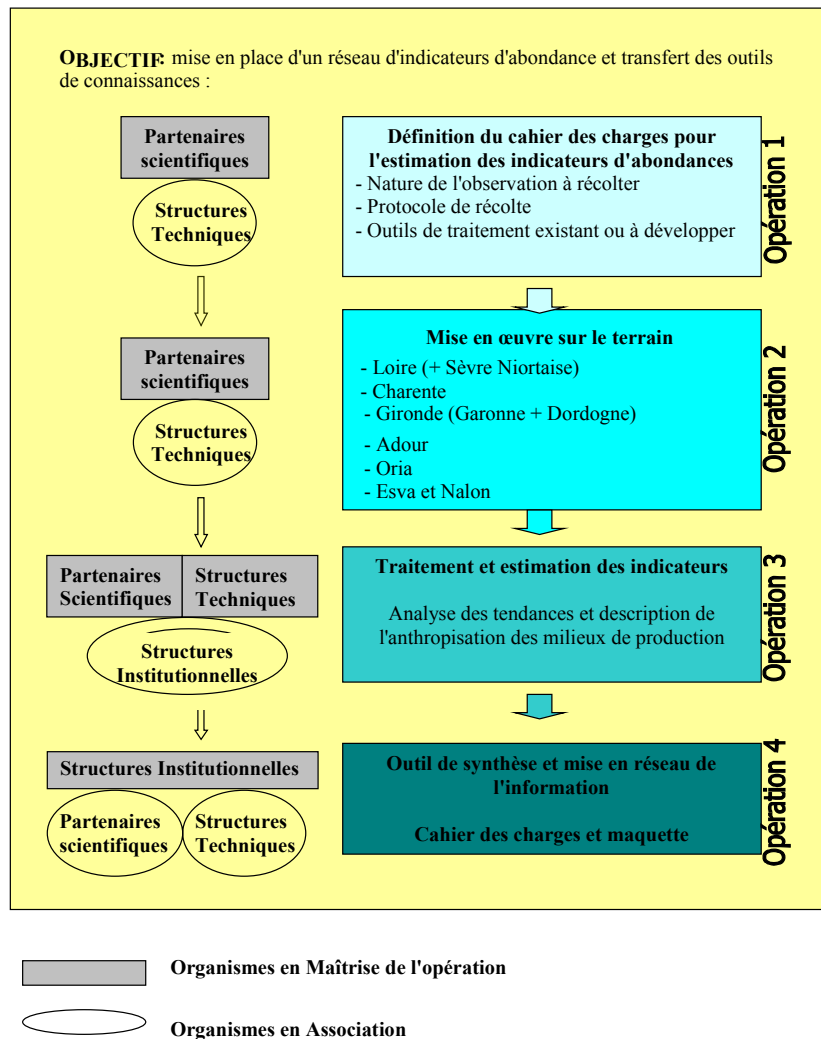 OBJECTIF: mise en place d'un réseau d'indicateurs d'abondance et transfert des outils
de connaissances :
Partenaires
scientifiques
Structures
Techniques
Définition du cahier des charges pour
l'estimation des indicateurs d'abondances
- Nature de l'observation à récolter
- Protocole de récolte
- Outils de traitement existant ou à développer
Opération 1
Partenaires
scientifiques
Structures
Techniques
Mise en œuvre sur le terrain
- Loire (+ Sèvre Niortaise)
- Charente
- Gironde (Garonne + Dordogne)
- Adour
- Oria
- Esva et Nalon
Opération 2
Partenaires
Scientifiques
Structures
Techniques
Structures
Institutionnelles
Traitement et estimation des indicateurs
Analyse des tendances et description de
l'anthropisation des milieux de production
Opération 3
Structures Institutionnelles
Partenaires
scientifiques
Structures
Techniques
Outil de synthèse et mise en réseau de
l'information
Cahier des charges et maquette
Opération 4
Organismes en Maîtrise de l'opération
Organismes en Association